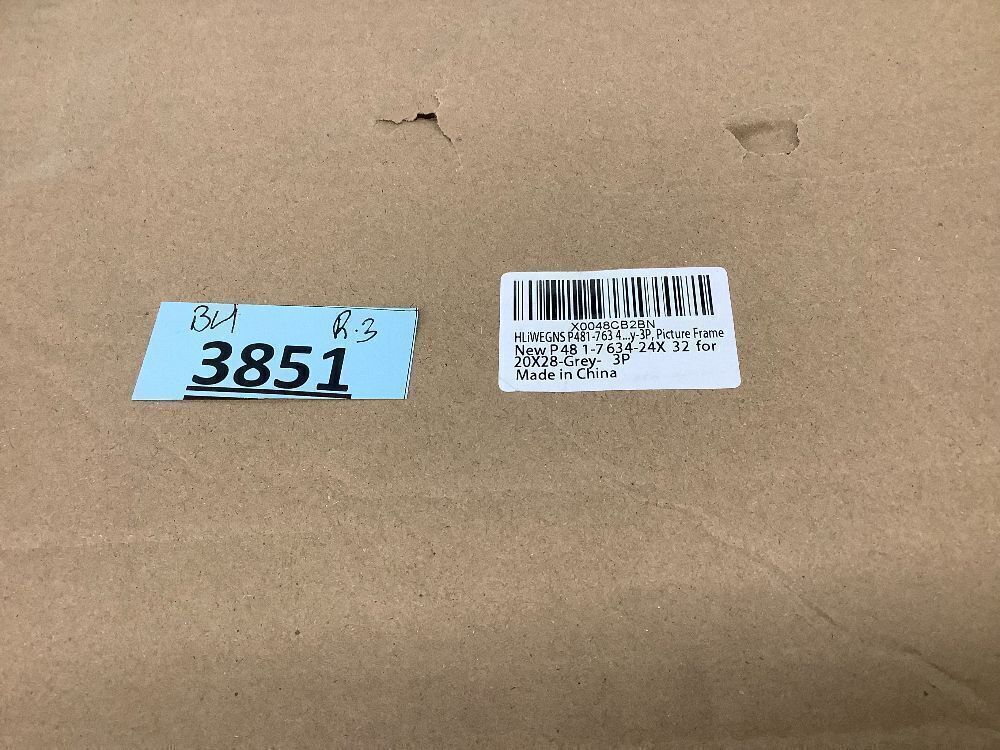 BH R.3
3851
X0048CB2BN
HLiWEGNS P481-763 4...y-3P, Picture Frame
New P48 1-7634-24X 32 for
20X28-Grey- 3P
Made in China